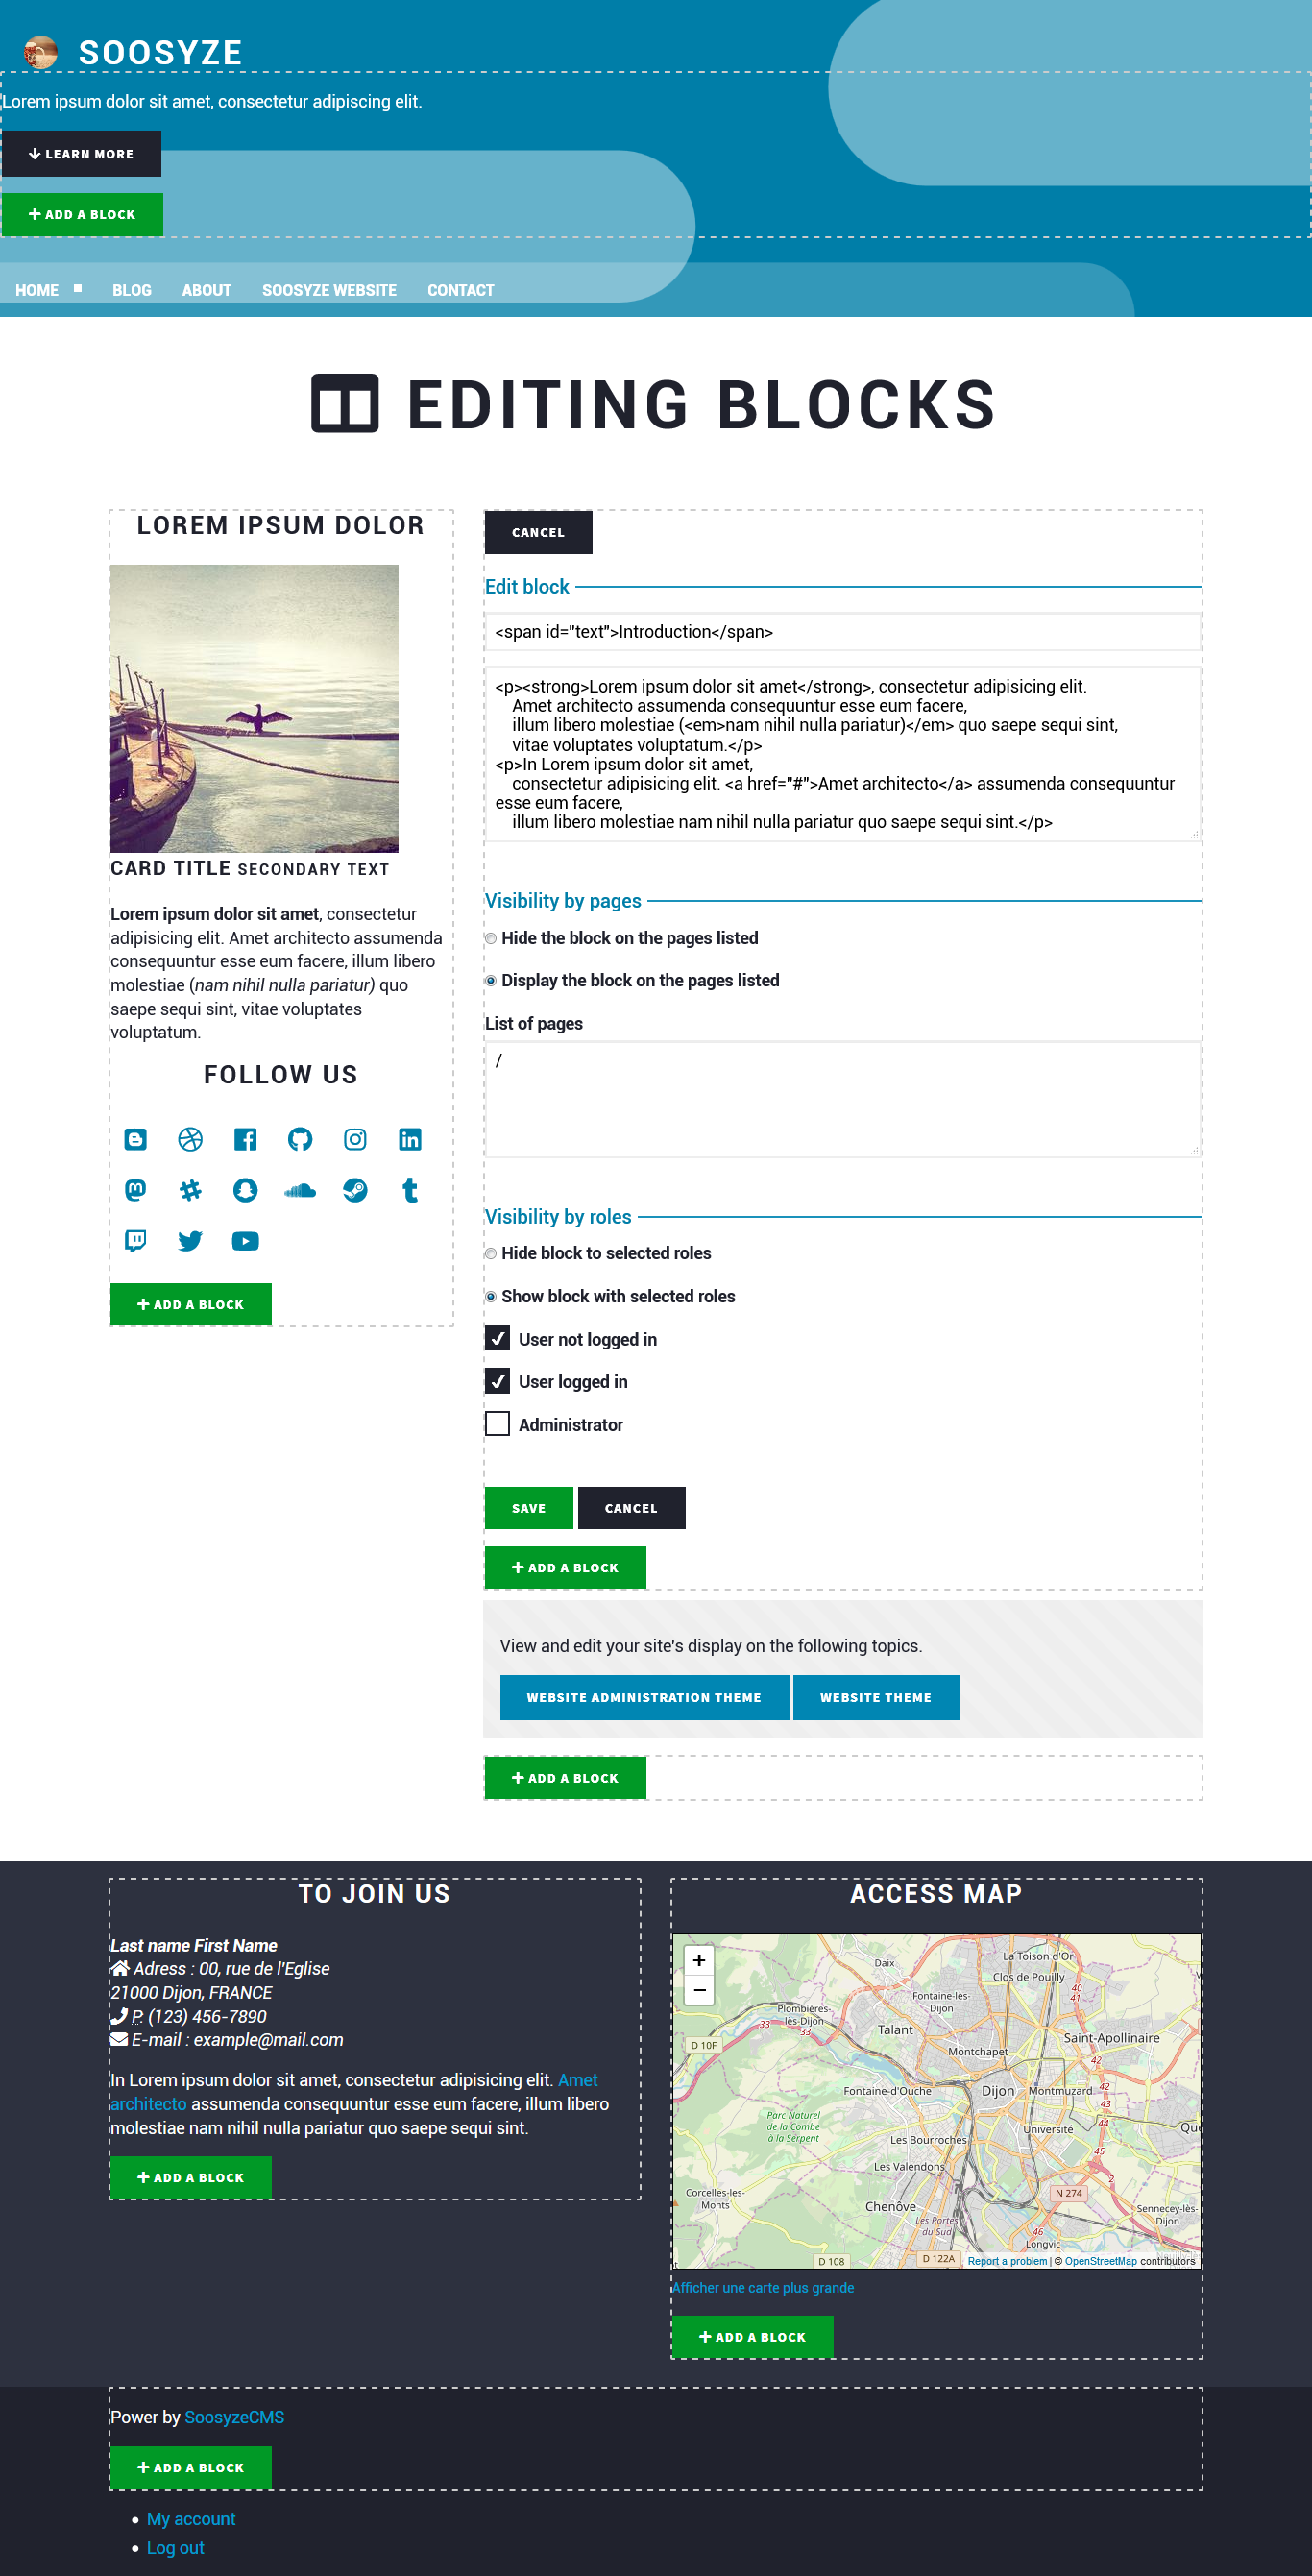 SOOSYZE
Lorem ipsum dolor sit amet, consectetur adipiscing elit.
LEARN MORE
ADD A BLOCK
HOME BLOG ABOUT SOOSYZE WEBSITE CONTACT
EDITING BLOCKS
LOREM IPSUM DOLOR
CARD TITLE SECONDARY TEXT
Lorem ipsum dolor sit amet, consectetur
adipisicing elit. Amet architecto assumenda
consequuntur esse eum facere, illum libero
molestiae (nam nihil nulla pariatur) quo
saepe sequi sint, vitae voluptates
voluptatum.
FOLLOW US
ADD A BLOCK
CANCEL
Edit block
<span id="text">Introduction</span>
<p><strong>Lorem ipsum dolor sit amet</strong>, consectetur adipisicing elit.
Amet architecto assumenda consequuntur esse eum facere,
illum libero molestiae (<em>nam nihil nulla pariatur)</em> quo saepe sequi sint,
vitae voluptates voluptatum.</p>
<p>In Lorem ipsum dolor sit amet,
consectetur adipisicing elit. <a href="#">Amet architecto</a> assumenda consequuntur
esse eum facere,
illum libero molestiae nam nihil nulla pariatur quo saepe sequi sint.</p>
Visibility by pages
Hide the block on the pages listed
Display the block on the pages listed
List of pages
/
Visibility by roles
Hide block to selected roles
Show block with selected roles
User not logged in
User logged in
Administrator
SAVE CANCEL
ADD A BLOCK
View and edit your site's display on the following topics.
WEBSITE ADMINISTRATION THEME WEBSITE THEME
ADD A BLOCK
TO JOIN US
Last name First Name
Adress : 00, rue de l'Eglise
21000 Dijon, FRANCE
P: (123) 456-7890
E-mail : example@mail.com
In Lorem ipsum dolor sit amet, consectetur adipisicing elit. Amet
architecto assumenda consequuntur esse eum facere, illum libero
molestiae nam nihil nulla pariatur quo saepe sequi sint.
ADD A BLOCK
ACCESS MAP
+
−
La Toison d'Or
Daix
Clos de Pouilly
40
41
Fontaine-lès-
Dijon
Plombières-
lès-Dijon
33
33
Talant
Saint-Apollinaire
D 10F
Montchapet
42
42
Fontaine-d'Ouche
Dijon
Montmuzard
44
Parc Naturel
de la Combe
à la Serpent
Université
Les Bourroches
45
Les Valendons
2
Corcelles-les-
Monts
N 274
Chenôve
Sennecey-lès-
Dijon
Les Portes
du Sud
46
Longvic
D 108
D 122A
Report a problem | © OpenStreetMap contributors
Afficher une carte plus grande
ADD A BLOCK
Power by SoosyzeCMS
ADD A BLOCK
My account
Log out